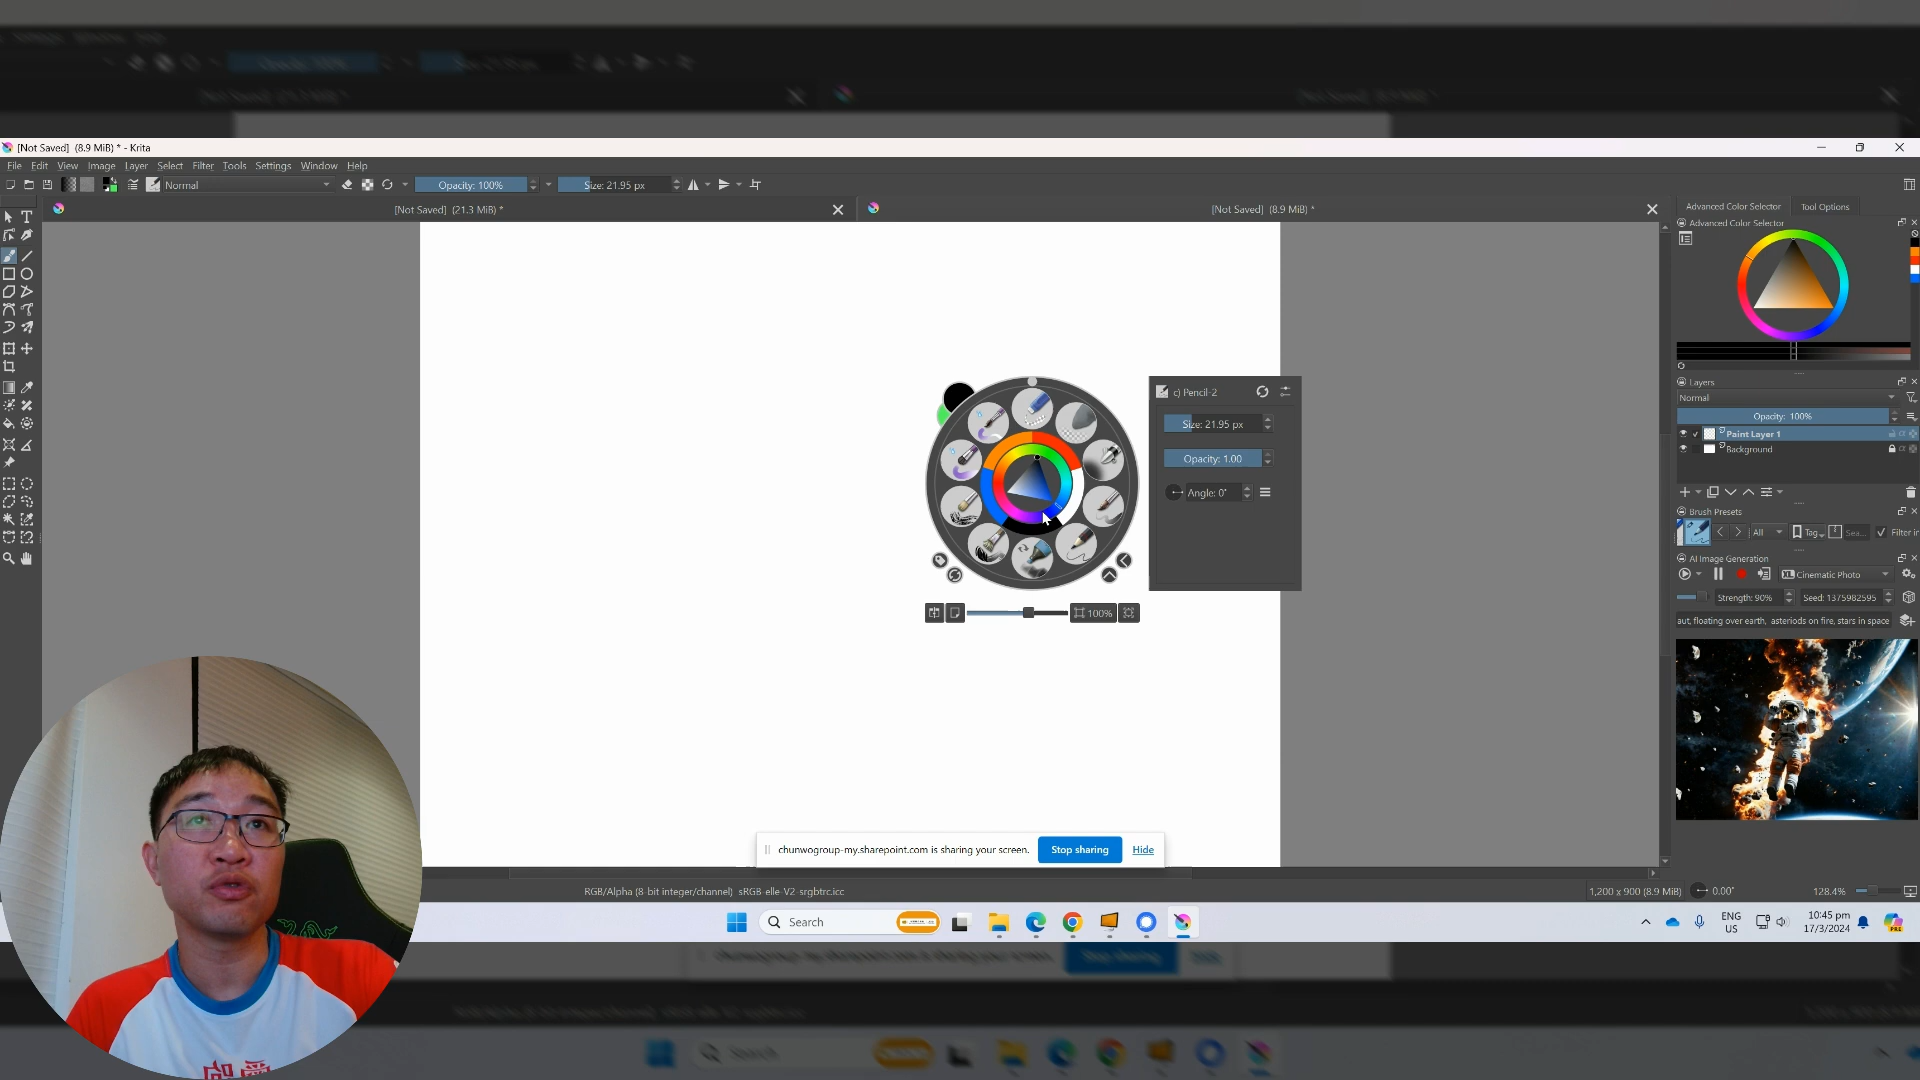 [Not Saved] (8.9 MiB) * - Krita
File Edit View Image Layer Select Filter Tools Settings Window Help
Normal
Opacity: 100%
Size: 21.95 px
[Not Saved] (21.3 MiB) *
[Not Saved] (8.9 MiB) *
Advanced Color Selector
Tool Options
Advanced Color Selector
Layers
Normal
Opacity: 100%
Paint Layer 1
Background
Brush Presets
All
Tag
Sea...
Filter in
AI Image Generation
XL Cinematic Photo
Strength: 90%
Seed: 1375982595
aut, floating over earth, asteriods on fire, stars in space
c) Pencil-2
Size: 21.95 px
Opacity: 1.00
Angle: 0°
100%
chunwogroup-my.sharepoint.com is sharing your screen.
Stop sharing
Hide
RGB/Alpha (8-bit integer/channel) sRGB-elle-V2-srgbtrc.icc
1,200 x 900 (8.9 MiB)
0.00°
128.4%
Search
ENG
US
10:45 pm
17/3/2024
PRE